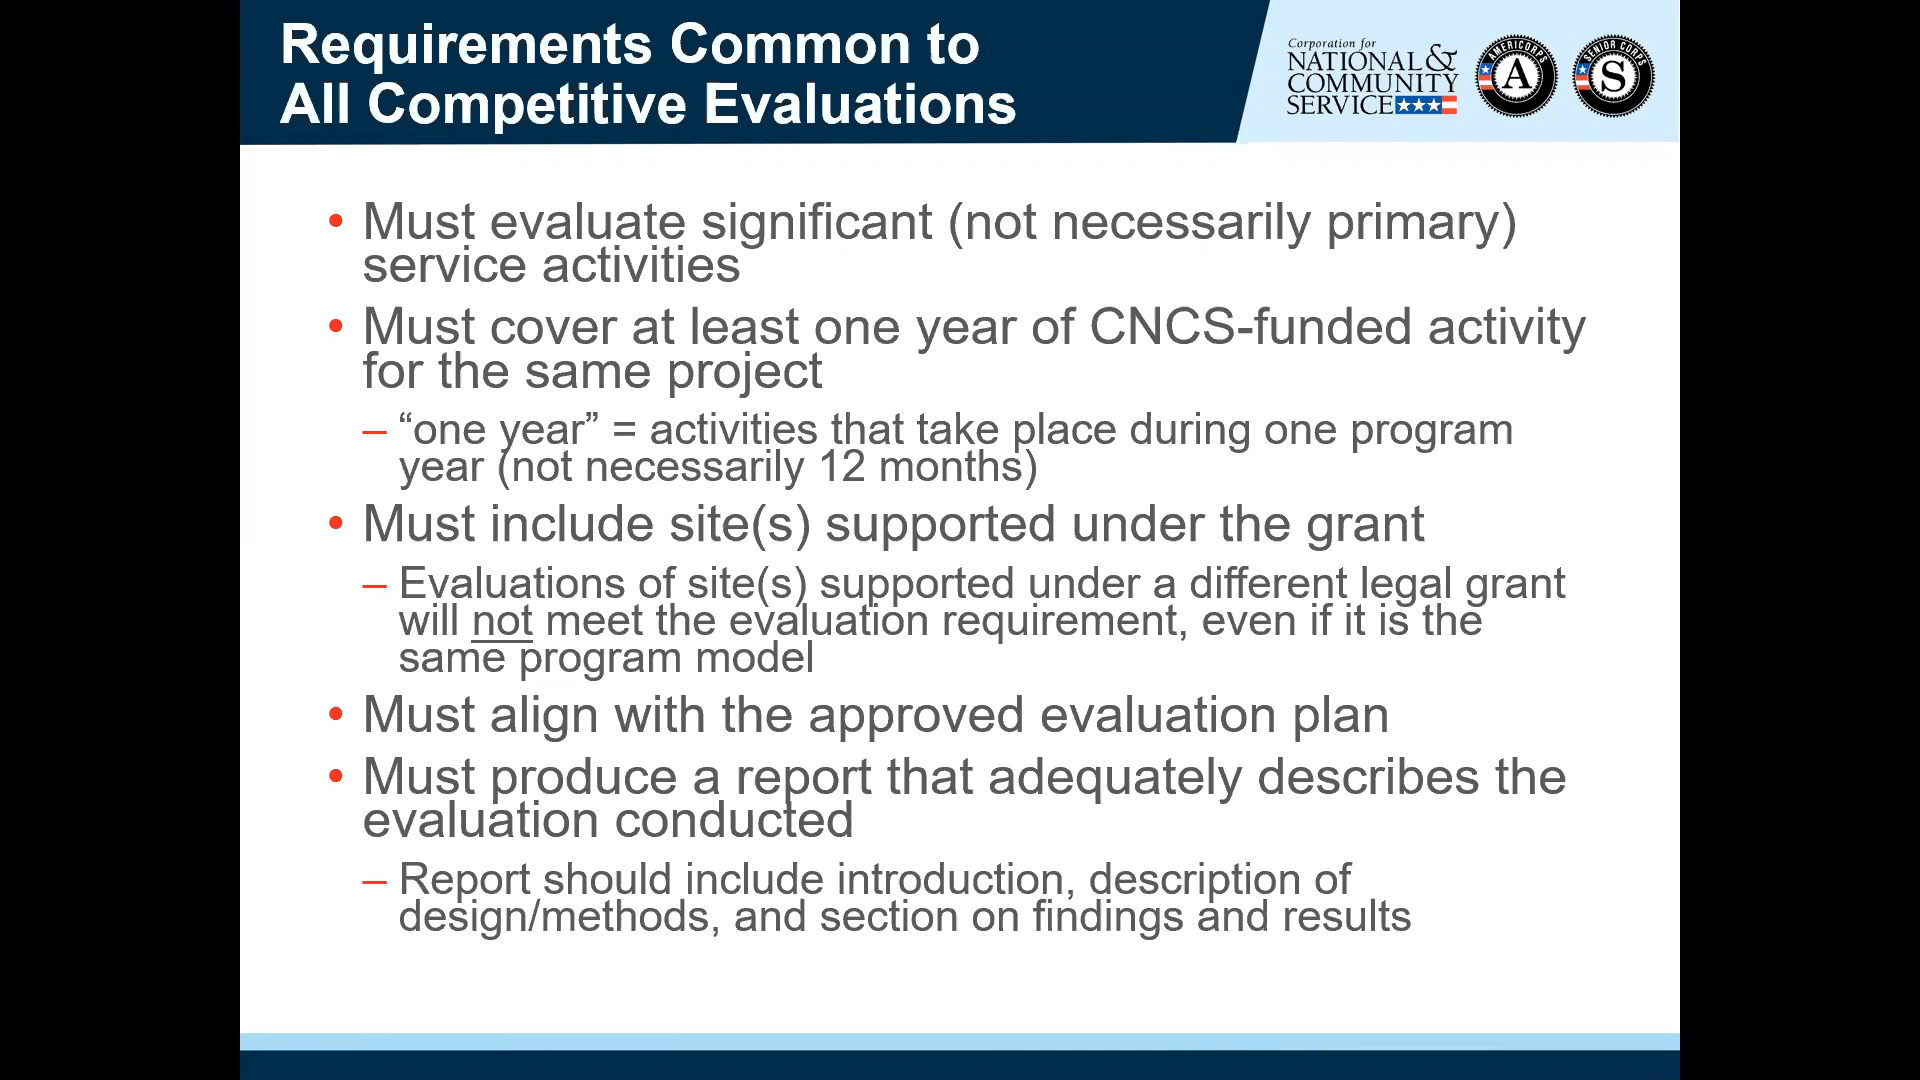 Requirements Common to
All Competitive Evaluations
Corporation for
NATIONAL &
COMMUNITY
SERVICE
AMERICORPS
A
SENIOR CORPS
S
• Must evaluate significant (not necessarily primary)
service activities
• Must cover at least one year of CNCS-funded activity
for the same project
– “one year” = activities that take place during one program
year (not necessarily 12 months)
• Must include site(s) supported under the grant
– Evaluations of site(s) supported under a different legal grant
will not meet the evaluation requirement, even if it is the
same program model
• Must align with the approved evaluation plan
• Must produce a report that adequately describes the
evaluation conducted
– Report should include introduction, description of
design/methods, and section on findings and results